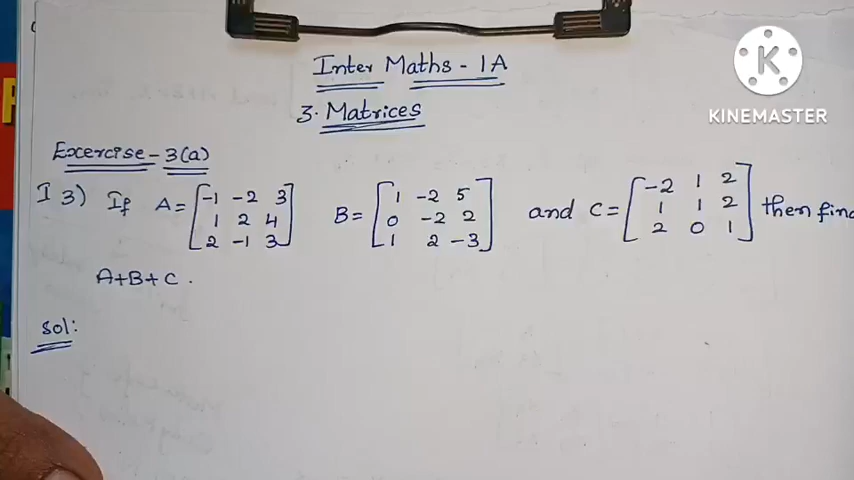 Inter Maths - 1A
K
KINEMASTER
3. Matrices
Excercise - 3(a)
I 3) If A = [-1 -2 3 B = [1 -2 5 and C = [-2 1 2 then find
1 2 4 0 -2 2 1 1 2
2 -1 3] 1 2 -3] 2 0 1]
A+B+C.
Sol: